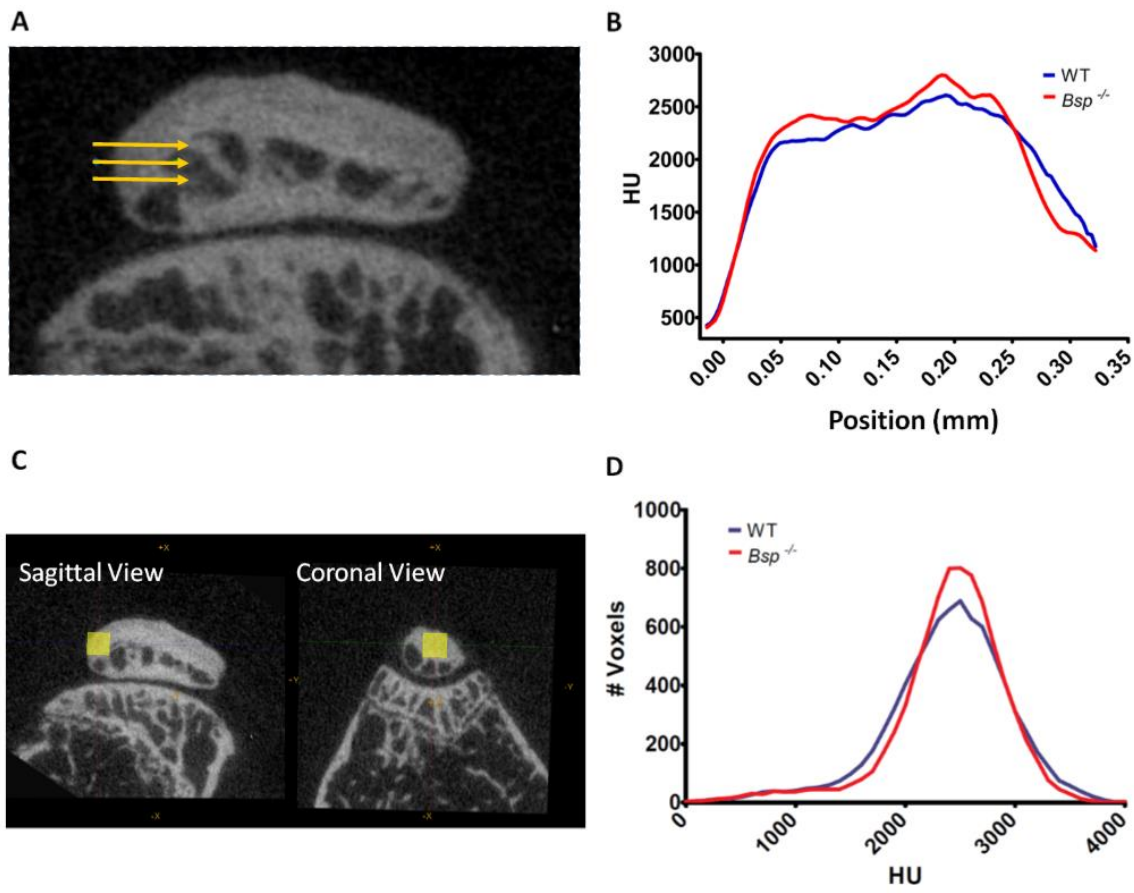 A
B
3000
2500
2000
1500
1000
500
HU
WT
Bsp -/-
0.00
0.05
0.10
0.15
0.20
0.25
0.30
0.35
Position (mm)
C
Sagittal View
Coronal View
+X
+X
-Y
-Y
-X
-X
D
1000
800
600
400
200
0
# Voxels
WT
Bsp -/-
0
1000
2000
3000
4000
HU